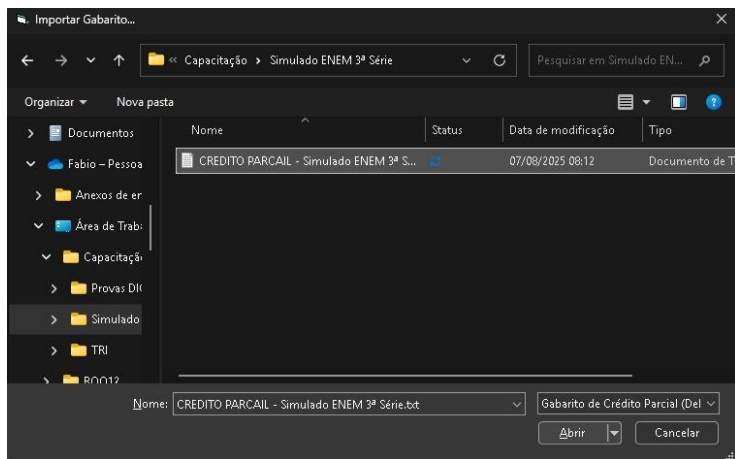 Importar Gabarito...
« Capacitação > Simulado ENEM 3ª Série
Pesquisar em Simulado EN...
Organizar
Nova pasta
Nome
Status
Data de modificação
Tipo
Documentos
Fabio – Pessoa
Anexos de er
Área de Trab
Capacitaçã
Provas DI
Simulado
TRI
CREDITO PARCAIL - Simulado ENEM 3ª S...
07/08/2025 08:12
Documento de T
Nome:
CREDITO PARCAIL - Simulado ENEM 3ª Série.txt
Gabarito de Crédito Parcial (Del
Abrir
Cancelar